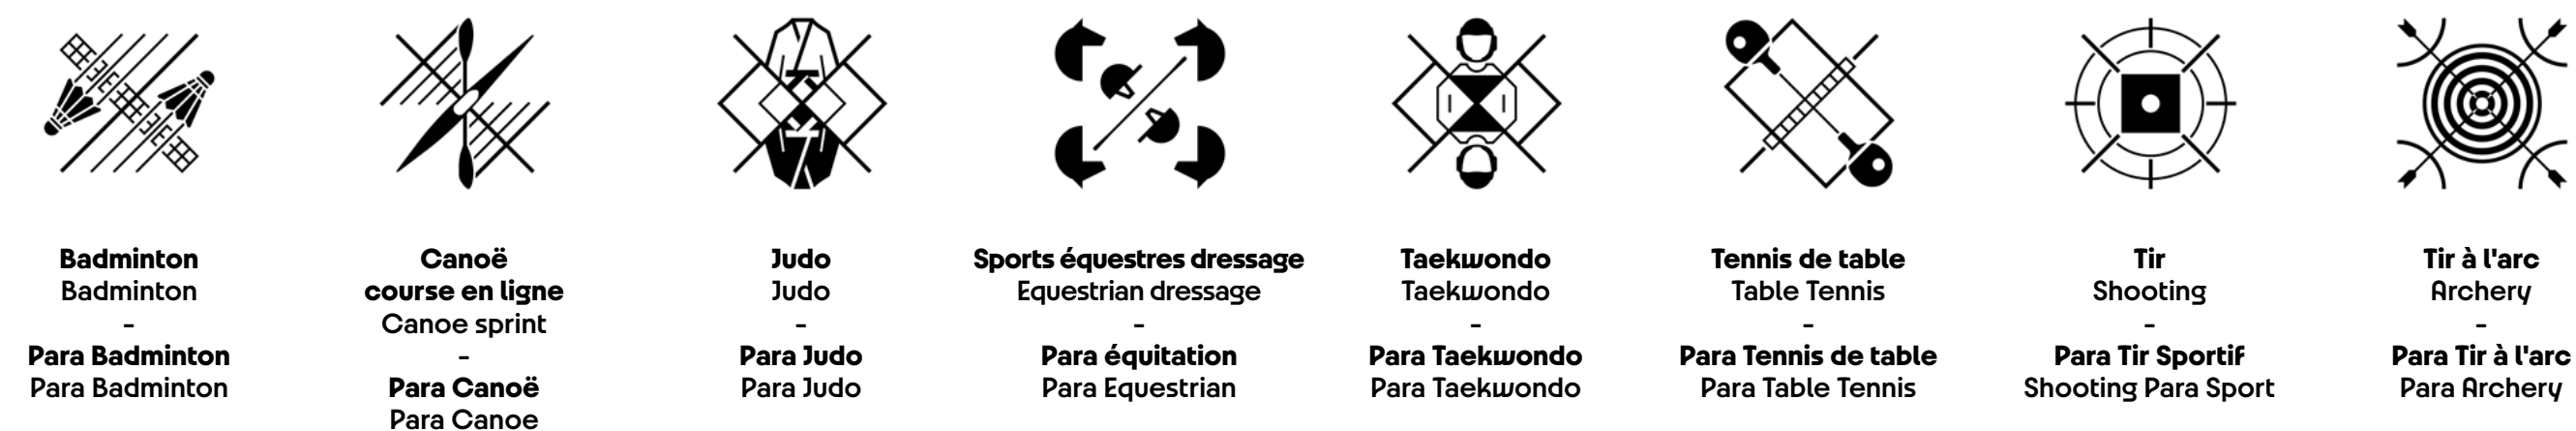 Badminton
Badminton
-
Para Badminton
Para Badminton
Canoë
course en ligne
Canoe sprint
-
Para Canoë
Para Canoe
Judo
Judo
-
Para Judo
Para Judo
Sports équestres dressage
Equestrian dressage
-
Para équitation
Para Equestrian
Taekwondo
Taekwondo
-
Para Taekwondo
Para Taekwondo
Tennis de table
Table Tennis
-
Para Tennis de table
Para Table Tennis
Tir
Shooting
-
Para Tir Sportif
Shooting Para Sport
Tir à l'arc
Archery
-
Para Tir à l'arc
Para Archery